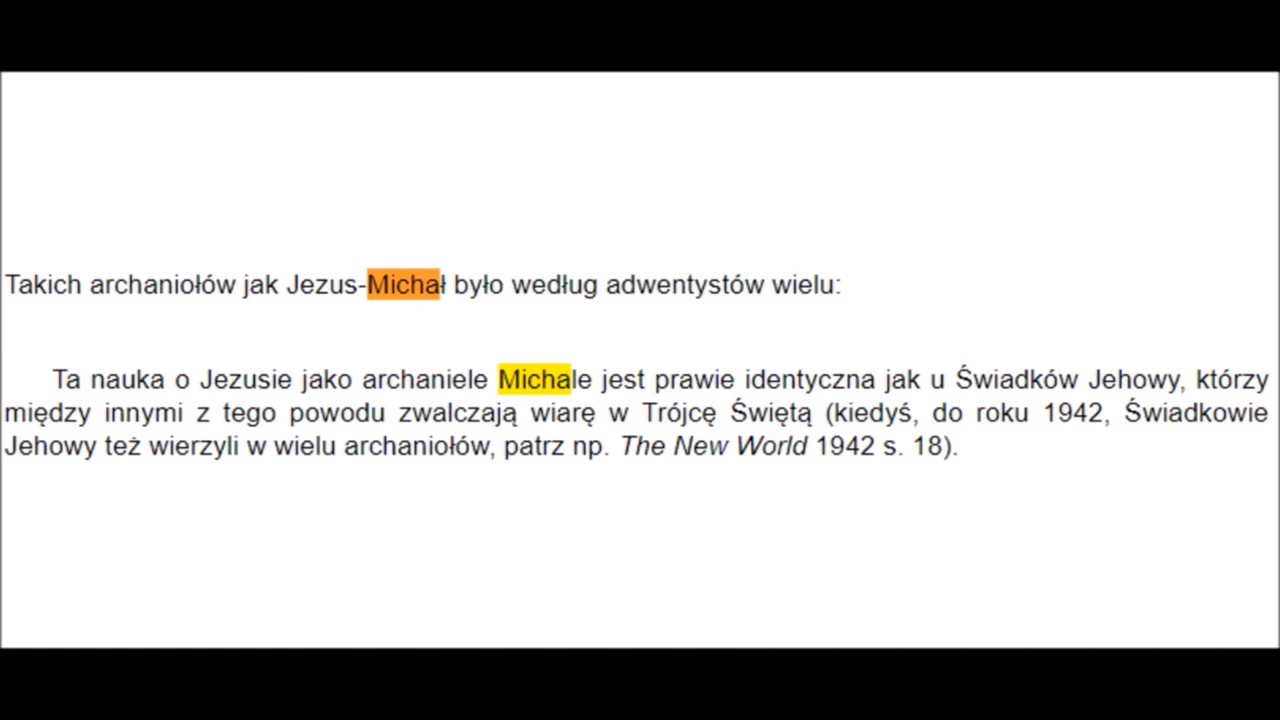 Takich archaniołów jak Jezus-Michał było według adwentystów wielu:
Ta nauka o Jezusie jako archaniele Michale jest prawie identyczna jak u Świadków Jehowy, którzy
między innymi z tego powodu zwalczają wiarę w Trójcę Świętą (kiedyś, do roku 1942, Świadkowie
Jehowy też wierzyli w wielu archaniołów, patrz np. The New World 1942 s. 18).